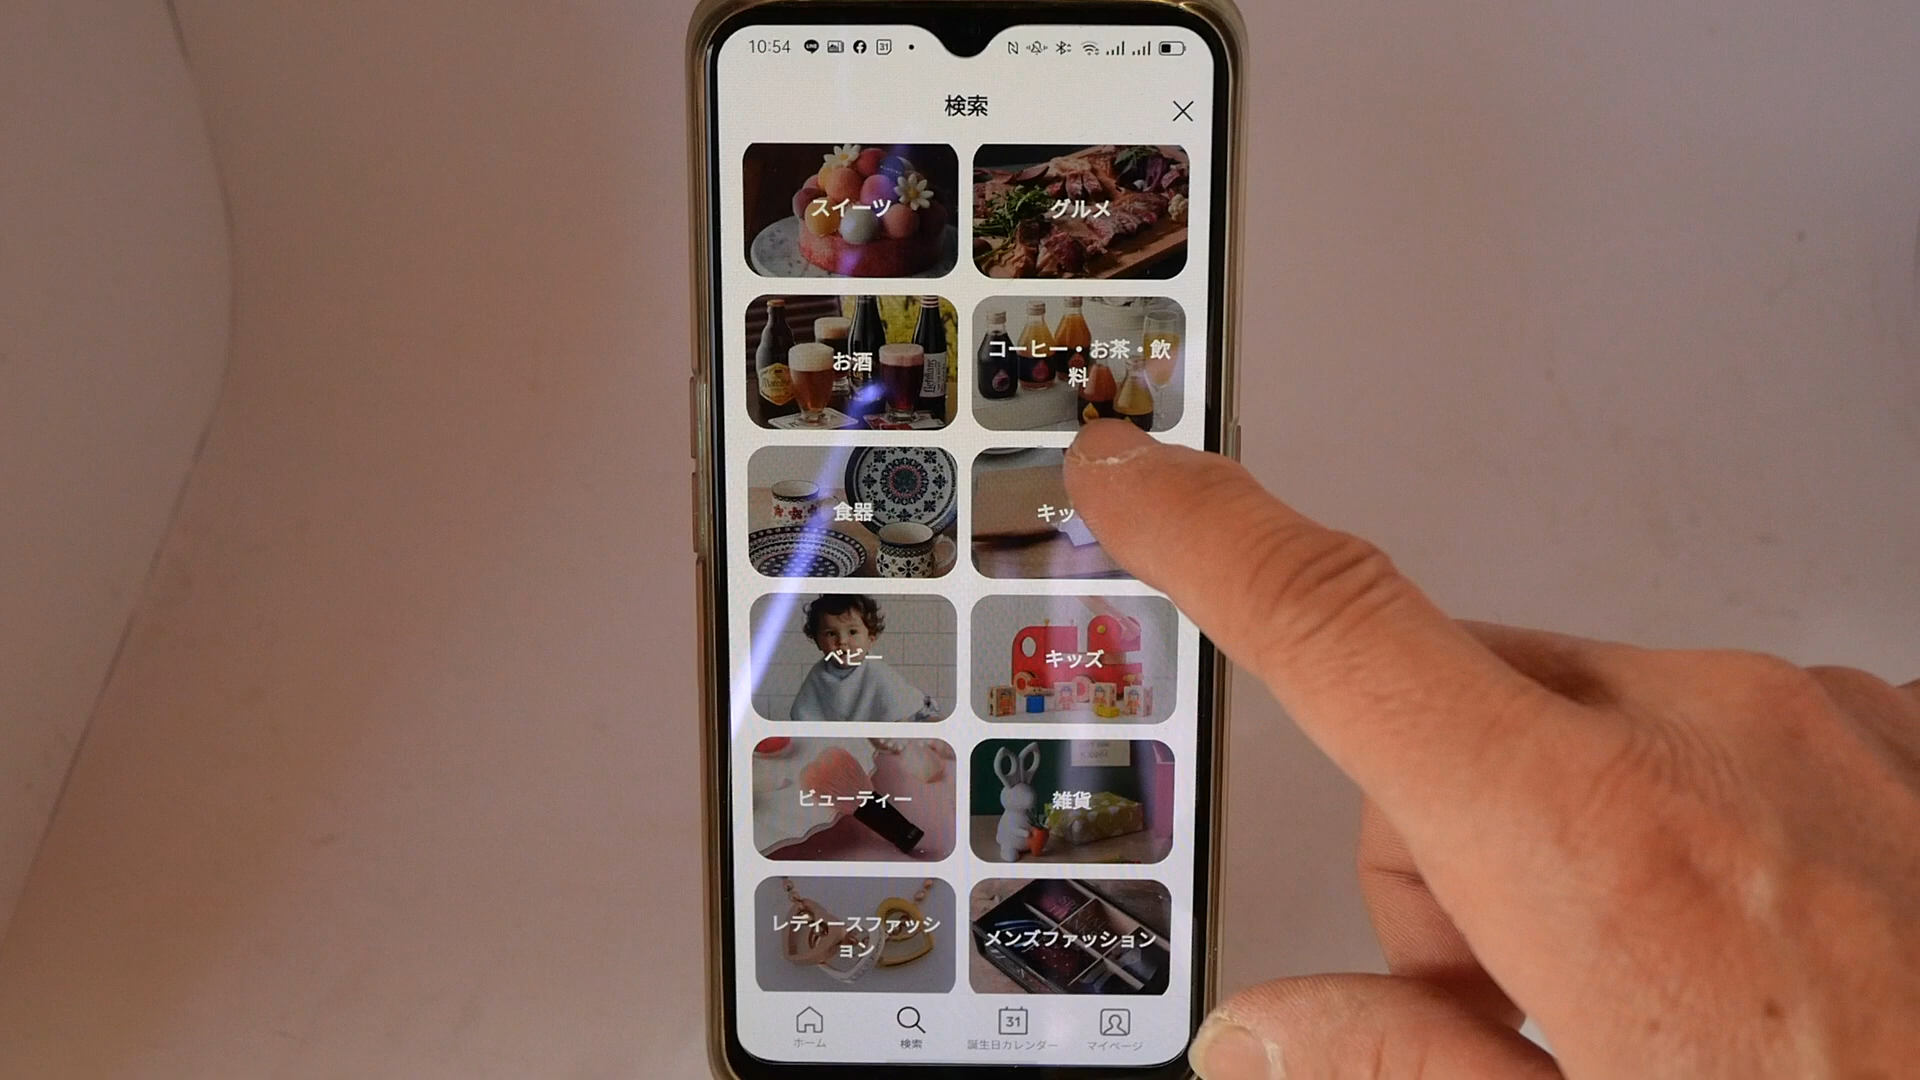 10:54
検索
スイーツ
グルメ
お酒
コーヒー・お茶・飲
料
食器
キッ
ベビー
キッズ
ビューティー
雑貨
レディースファッシ
ョン
メンズファッション
31
ホーム
検索
誕生日カレンダー
マイページ